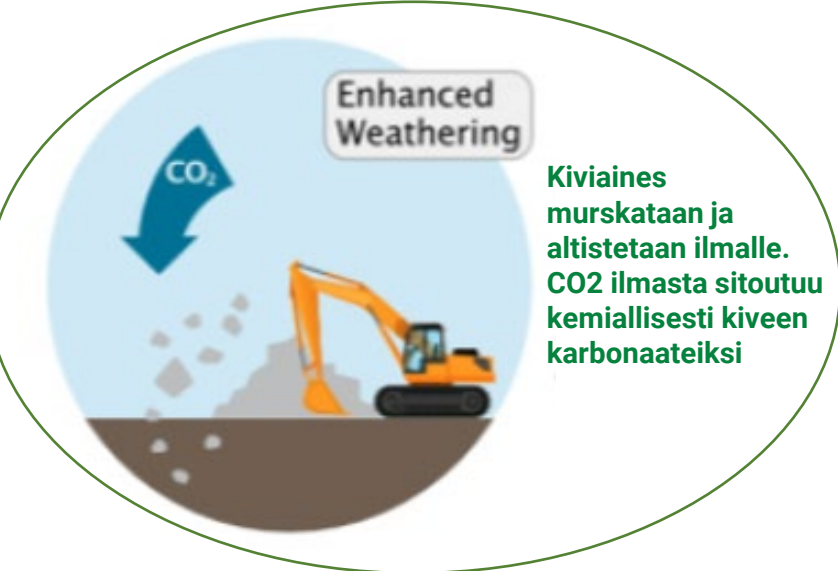 Enhanced
Weathering
CO₂
Kiviaines
murskataan ja
altistetaan ilmalle.
CO2 ilmasta sitoutuu
kemiallisesti kiveen
karbonaateiksi